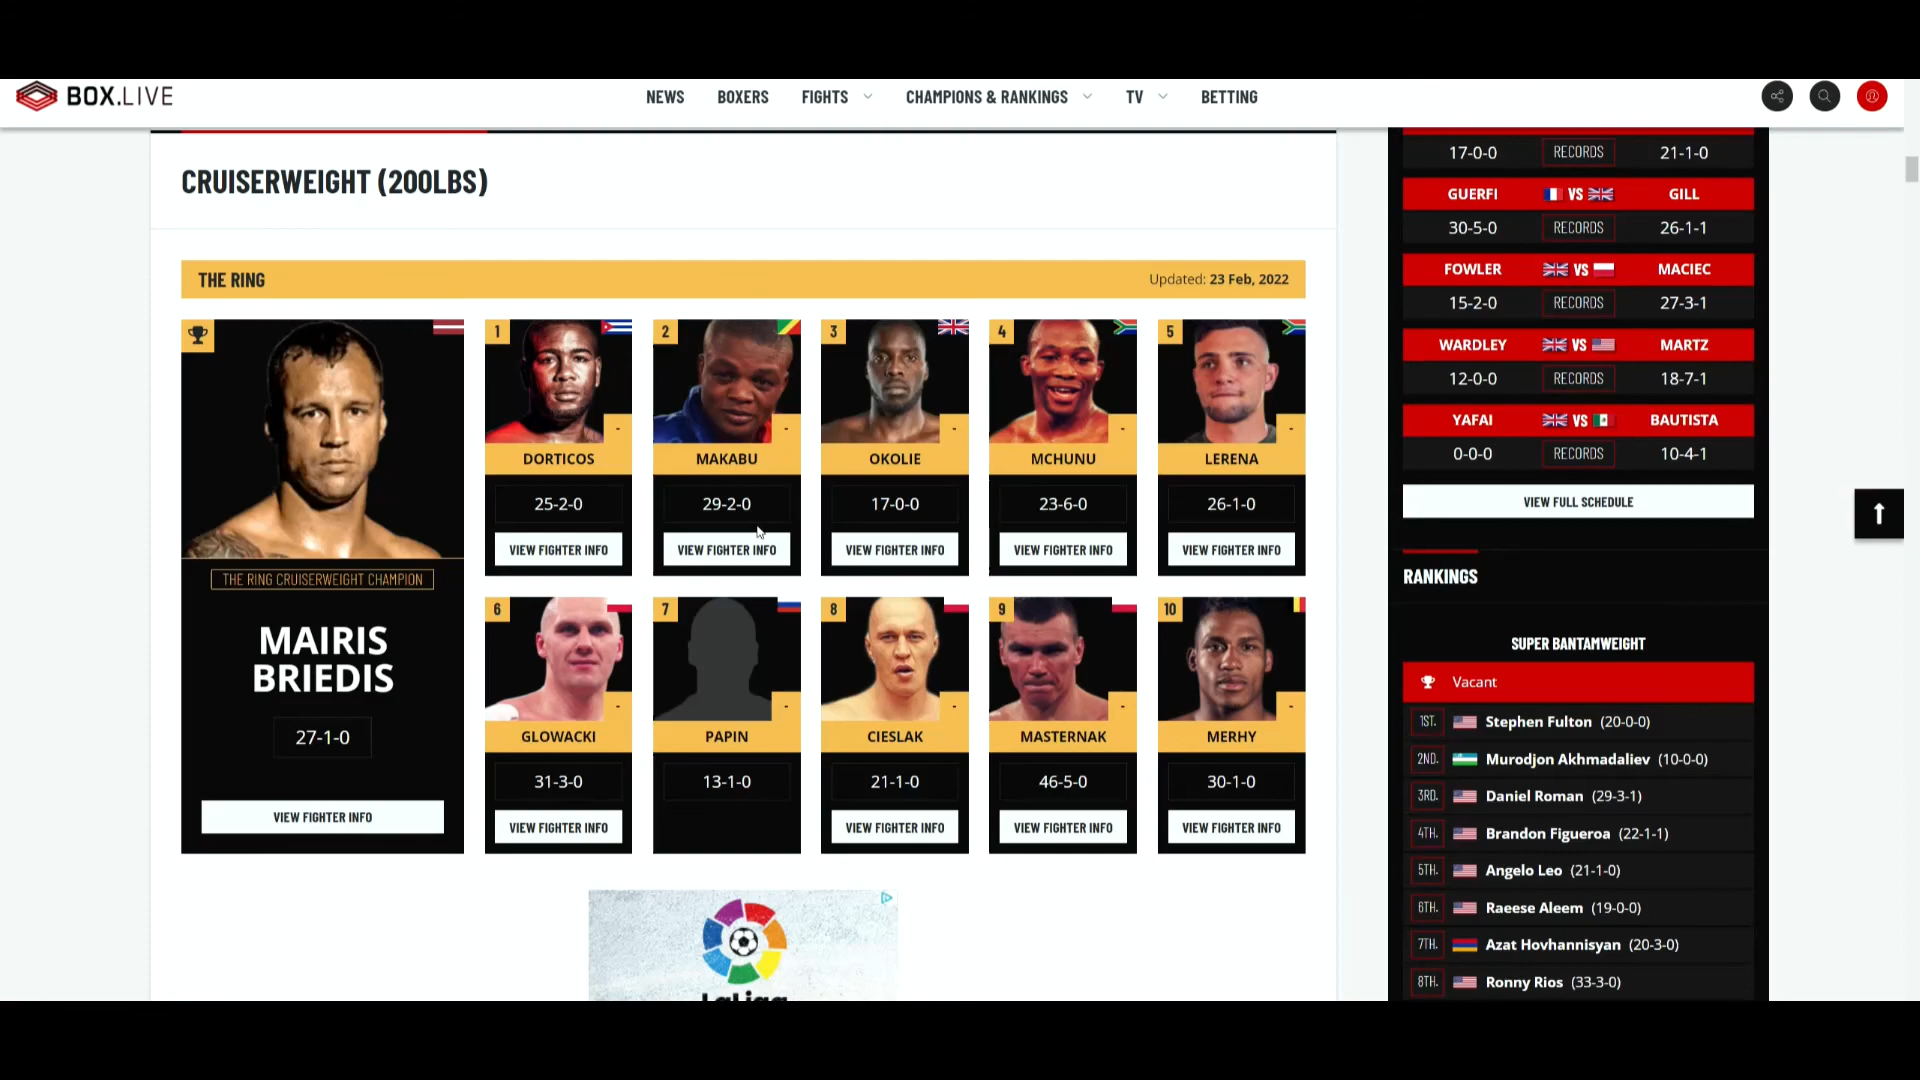 BOX.LIVE
NEWS BOXERS FIGHTS CHAMPIONS & RANKINGS TV BETTING
CRUISERWEIGHT (200LBS)
THE RING Updated: 23 Feb, 2022
THE RING CRUISERWEIGHT CHAMPION
MAIRIS
BRIEDIS
27-1-0
VIEW FIGHTER INFO
1 2 3 4 5
- - - - -
DORTICOS MAKABU OKOLIE MCHUNU LERENA
25-2-0 29-2-0 17-0-0 23-6-0 26-1-0
VIEW FIGHTER INFO VIEW FIGHTER INFO VIEW FIGHTER INFO VIEW FIGHTER INFO VIEW FIGHTER INFO
6 7 8 9 10
- - - - -
GLOWACKI PAPIN CIESLAK MASTERNAK MERHY
31-3-0 13-1-0 21-1-0 46-5-0 30-1-0
VIEW FIGHTER INFO VIEW FIGHTER INFO VIEW FIGHTER INFO VIEW FIGHTER INFO
LaLiga
17-0-0 RECORDS 21-1-0
GUERFI VS GILL
30-5-0 RECORDS 26-1-1
FOWLER VS MACIEC
15-2-0 RECORDS 27-3-1
WARDLEY VS MARTZ
12-0-0 RECORDS 18-7-1
YAFAI VS BAUTISTA
0-0-0 RECORDS 10-4-1
VIEW FULL SCHEDULE
RANKINGS
SUPER BANTAMWEIGHT
Vacant
1ST. Stephen Fulton (20-0-0)
2ND. Murodjon Akhmadaliev (10-0-0)
3RD. Daniel Roman (29-3-1)
4TH. Brandon Figueroa (22-1-1)
5TH. Angelo Leo (21-1-0)
6TH. Raeese Aleem (19-0-0)
7TH. Azat Hovhannisyan (20-3-0)
8TH. Ronny Rios (33-3-0)